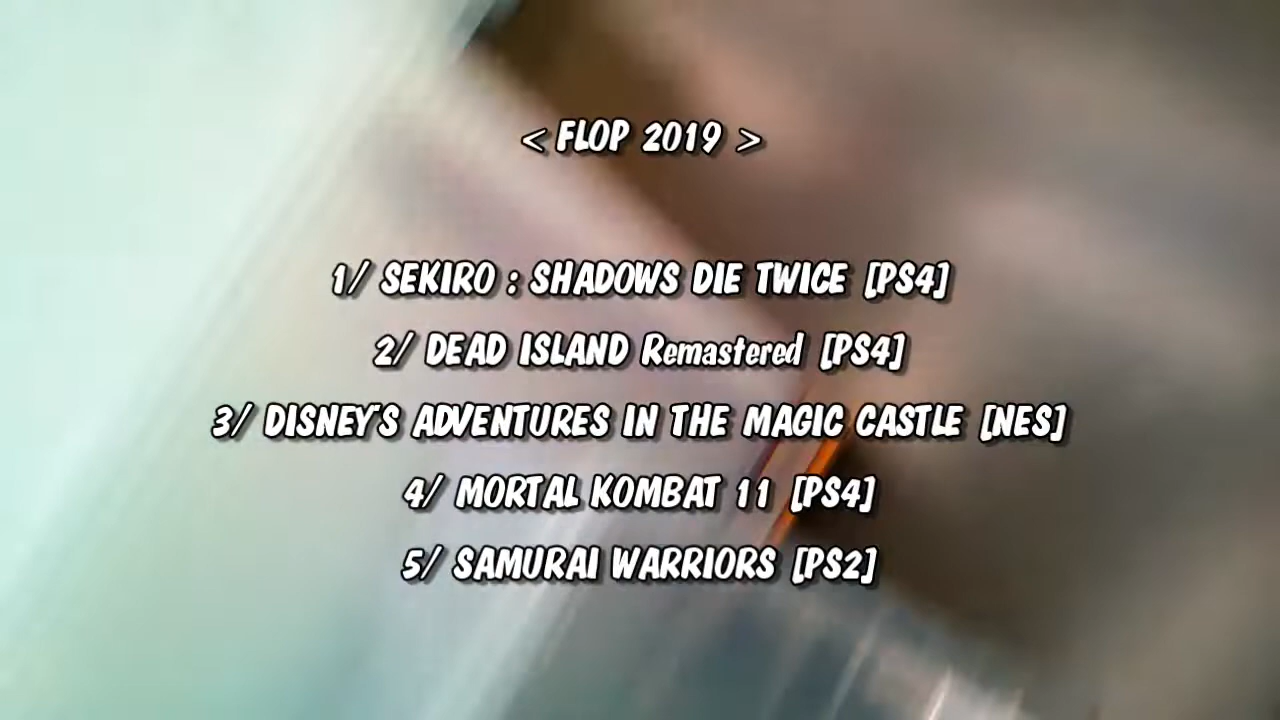 < FLOP 2019 >
1/ SEKIRO : SHADOWS DIE TWICE [PS4]
2/ DEAD ISLAND Remastered [PS4]
3/ DISNEY'S ADVENTURES IN THE MAGIC CASTLE [NES]
4/ MORTAL KOMBAT 11 [PS4]
5/ SAMURAI WARRIORS [PS2]